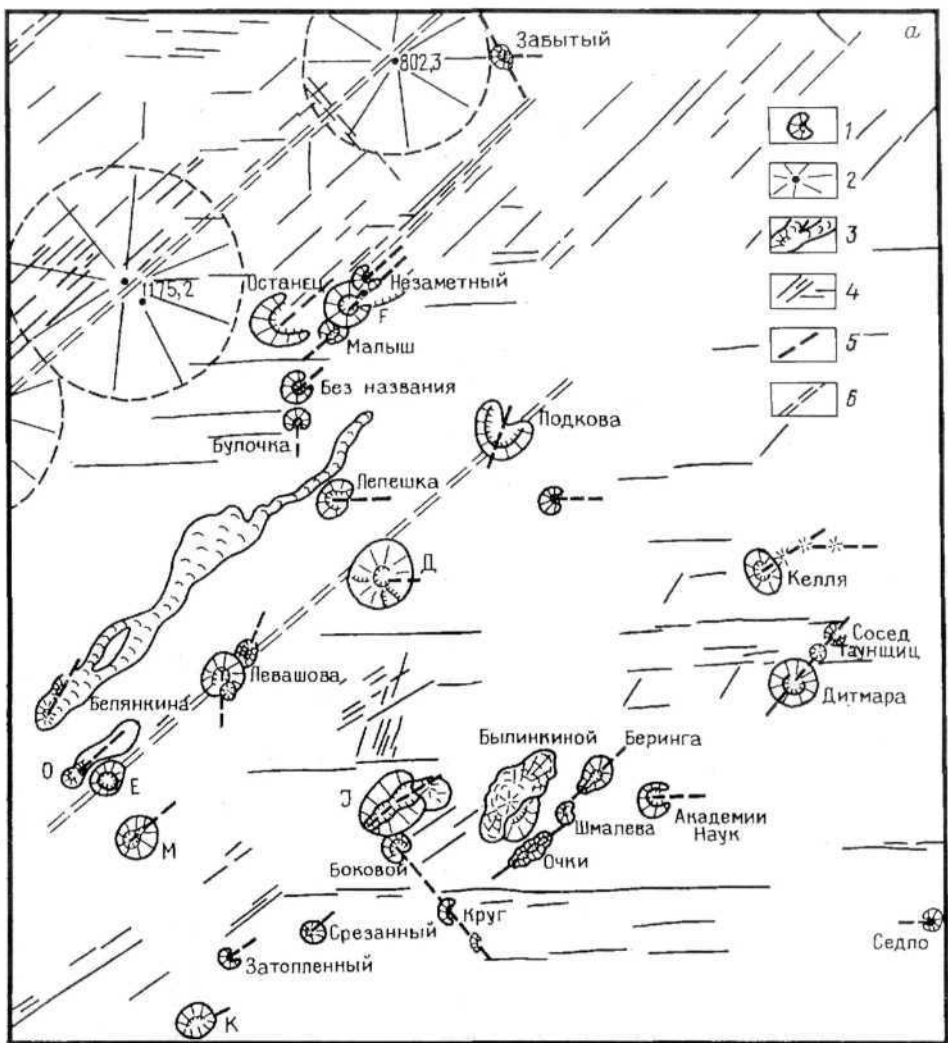 а
Забытый
802,3
1
2
3
4
5
6
1175,2
Останец
Незаметный
F
Малыш
Без названия
Булочка
Подкова
Лепешка
Д
Келля
Сосед
Таунщиц
Левашова
Дитмара
Белянкина
О
Е
Былинкиной
Беринга
J
М
Шмалева
Академии
Наук
Очки
Боковой
Круг
Срезанный
Седло
Затопленный
К